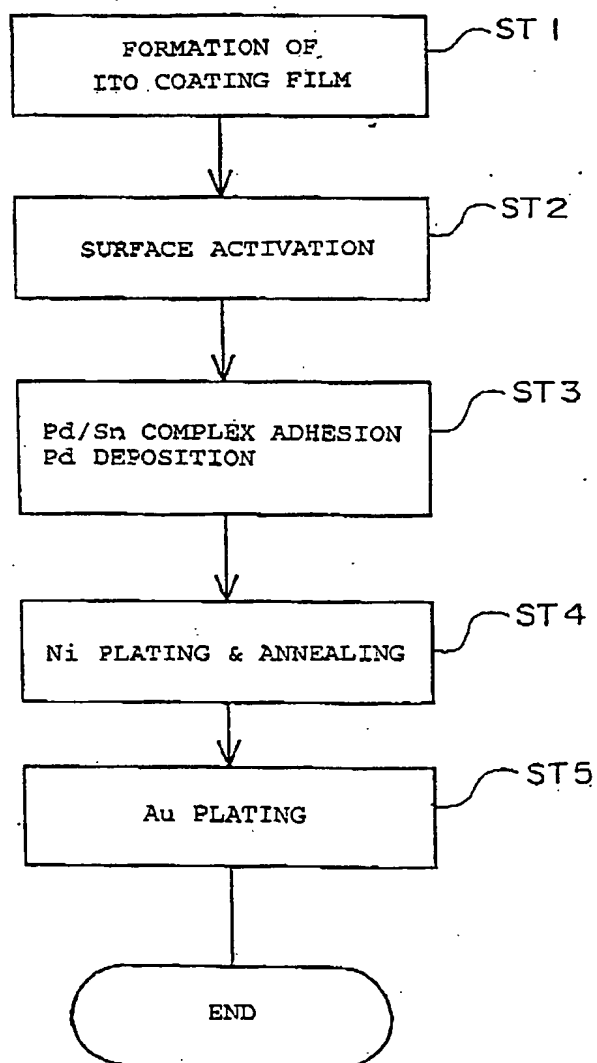 FORMATION OF
ITO COATING FILM
ST1
SURFACE ACTIVATION
ST2
Pd/Sn COMPLEX ADHESION
Pd DEPOSITION
ST3
Ni PLATING & ANNEALING
ST4
Au PLATING
ST5
END